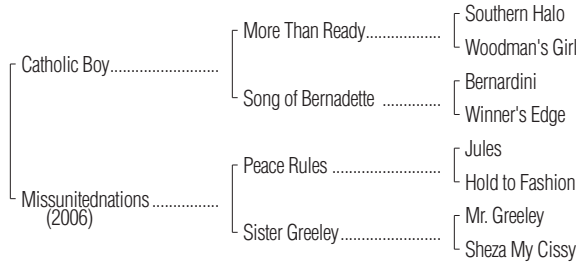 Southern Halo
More Than Ready....................
Woodman's Girl
Catholic Boy.............................
Bernardini
Song of Bernadette ...............
Winner's Edge
Jules
Peace Rules .............................
Hold to Fashion
Missunitednations ..................
(2006)
Mr. Greeley
Sister Greeley...........................
Sheza My Cissy